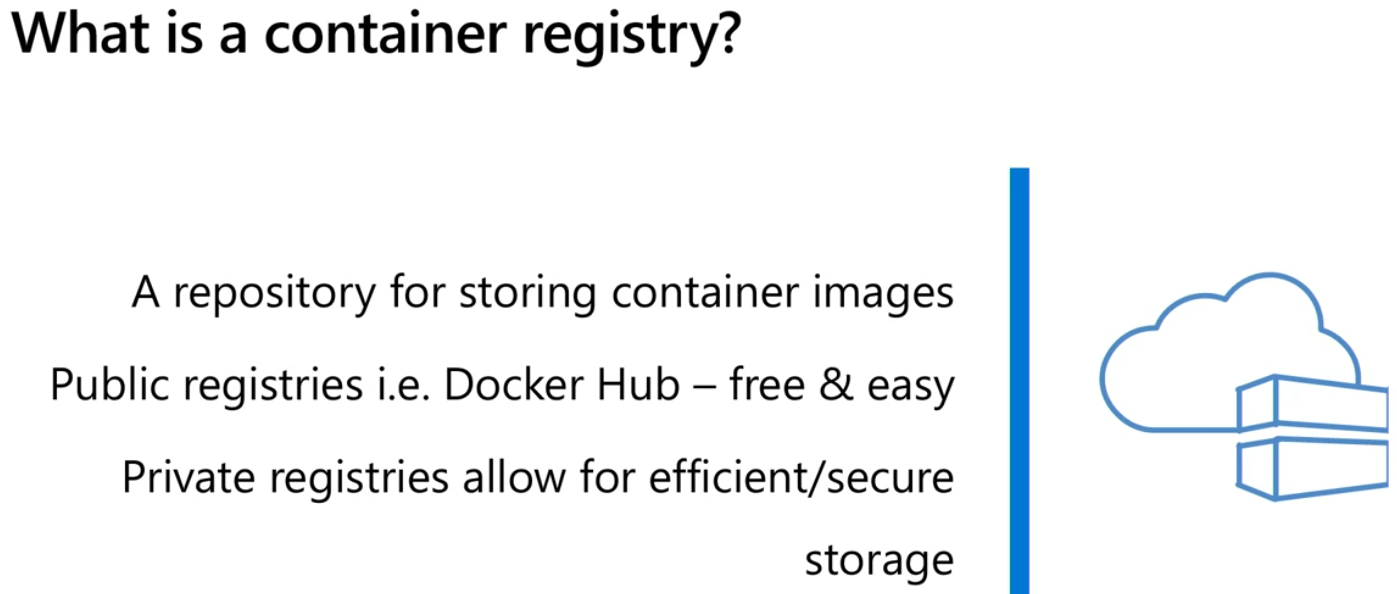 What is a container registry?
A repository for storing container images
Public registries i.e. Docker Hub – free & easy
Private registries allow for efficient/secure
storage